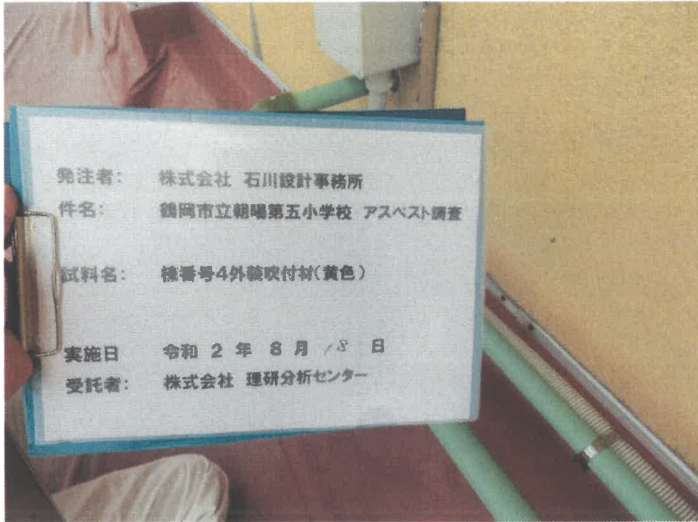 発注者： 株式会社 石川設計事務所
件名： 鶴岡市立朝暘第五小学校 アスベスト調査
試料名： 棟番号4外装吹付材(黄色)
実施日 令和 2 年 8 月 18 日
受託者： 株式会社 理研分析センター